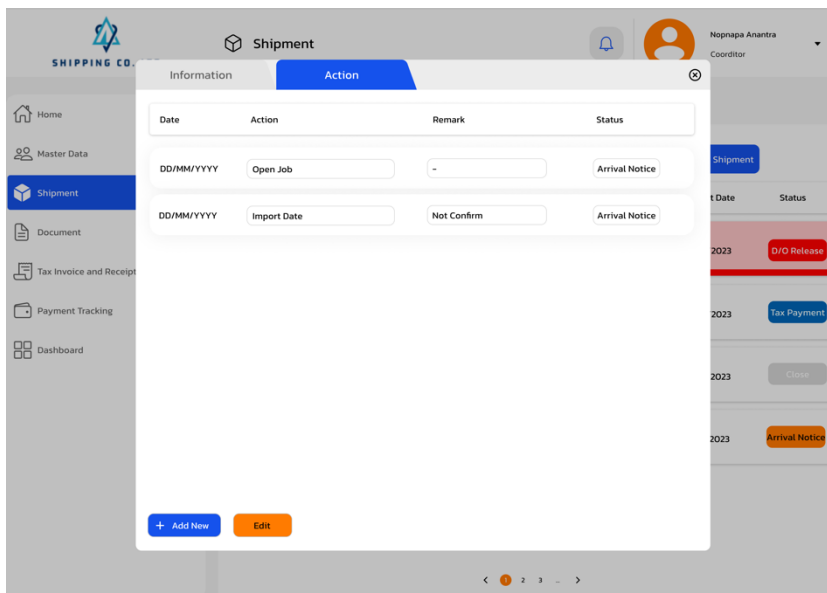 SHIPPING CO.
Shipment
Nopnapa Anantra
Coorditor
Information
Action
Home
Master Data
Shipment
Document
Tax Invoice and Receipt
Payment Tracking
Dashboard
Date Action Remark Status
DD/MM/YYYY Open Job - Arrival Notice
DD/MM/YYYY Import Date Not Confirm Arrival Notice
+ Add New
Edit
Shipment
t Date Status
2023 D/O Release
2023 Tax Payment
2023 Close
2023 Arrival Notice
< 1 2 3 ... >